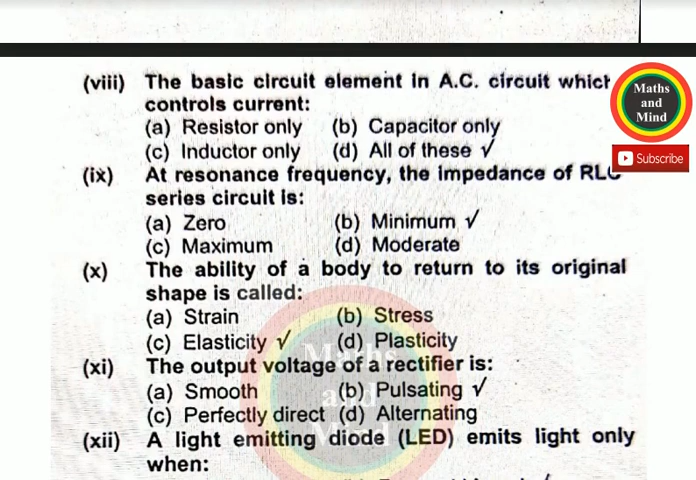 (viii) The basic circuit element in A.C. circuit which
controls current:
(a) Resistor only (b) Capacitor only
(c) Inductor only (d) All of these ✓
(ix) At resonance frequency, the impedance of RLC
series circuit is:
(a) Zero (b) Minimum ✓
(c) Maximum (d) Moderate
(x) The ability of a body to return to its original
shape is called:
(a) Strain (b) Stress
(c) Elasticity ✓ (d) Plasticity
(xi) The output voltage of a rectifier is:
(a) Smooth (b) Pulsating ✓
(c) Perfectly direct (d) Alternating
(xii) A light emitting diode (LED) emits light only
when:
Maths
and
Mind
Subscribe
Maths
and
Mind